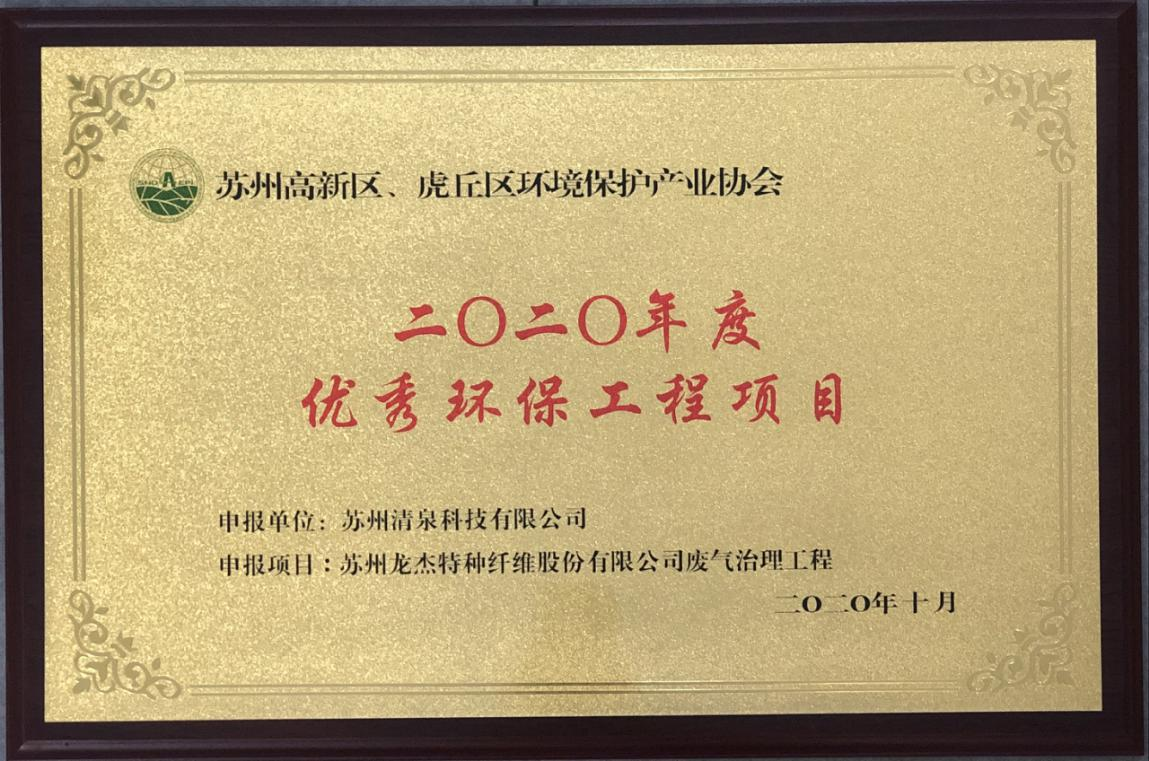 苏州高新区、虎丘区环境保护产业协会
二〇二〇年度
优秀环保工程项目
申报单位：苏州清泉科技有限公司
申报项目：苏州龙杰特种纤维股份有限公司废气治理工程
二〇二〇年十月